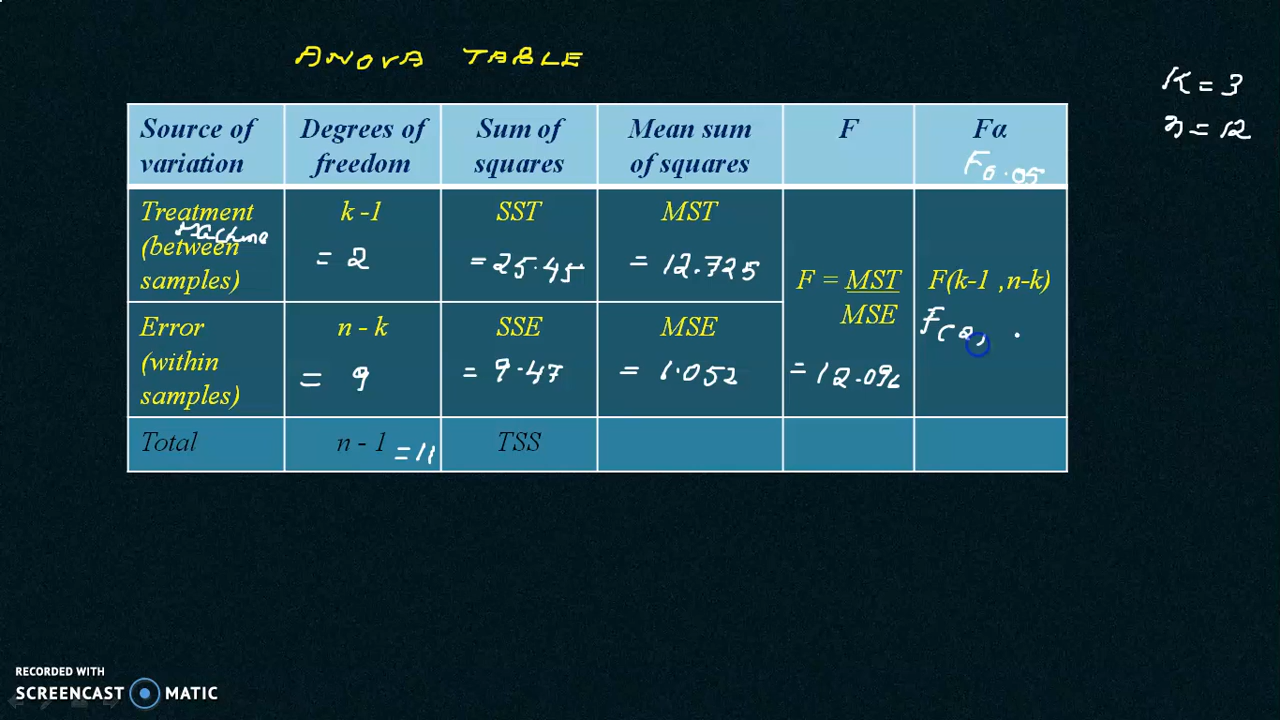 ANOVA TABLE
K = 3
n = 12
Source of variation Degrees of freedom Sum of squares Mean sum of squares F Fα
F0.05
Treatment (between samples) k -1 SST MST
Machine
= 2 = 25.45 = 12.725
F = MST / MSE F(k-1 ,n-k)
F(2,
Error (within samples) n - k SSE MSE
= 9 = 9.47 = 1.052 = 12.096
Total n - 1 = 11 TSS
RECORDED WITH
SCREENCAST MATIC